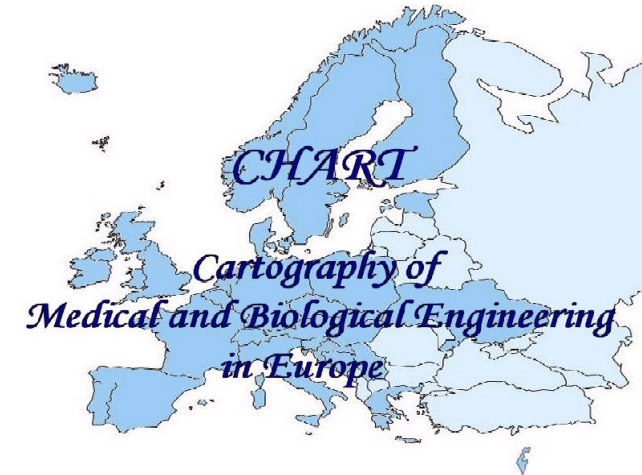 CHART
Cartography of
Medical and Biological Engineering
in Europe